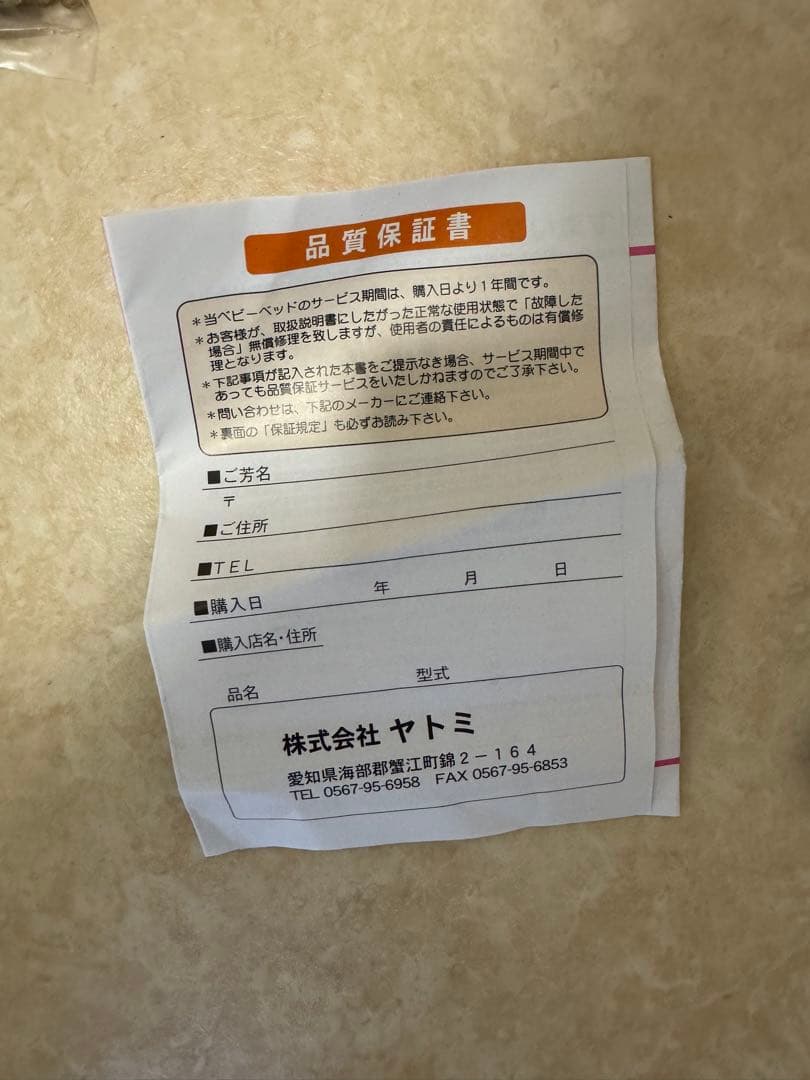 品質保証書
＊当ベビーベッドのサービス期間は、購入日より１年間です。
＊お客様が、取扱説明書にしたがった正常な使用状態で「故障した
場合」無償修理を致しますが、使用者の責任によるものは有償修
理となります。
＊下記事項が記入された本書をご提示なき場合、サービス期間中で
あっても品質保証サービスをいたしかねますのでご了承下さい。
＊問い合わせは、下記のメーカーにご連絡下さい。
＊裏面の「保証規定」も必ずお読み下さい。
■ご芳名
〒
■ご住所
■ＴＥＬ
■購入日 年 月 日
■購入店名・住所
品名 型式
株式会社 ヤトミ
愛知県海部郡蟹江町錦２－１６４
TEL 0567-95-6958 FAX 0567-95-6853